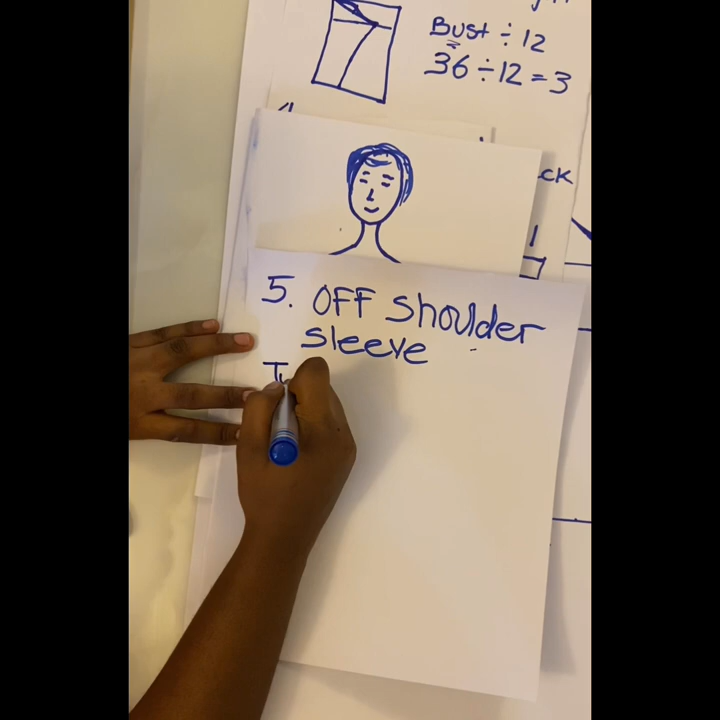 Bust ÷ 12
36 ÷ 12 = 3
CK
5. OFF Shoulder
sleeve